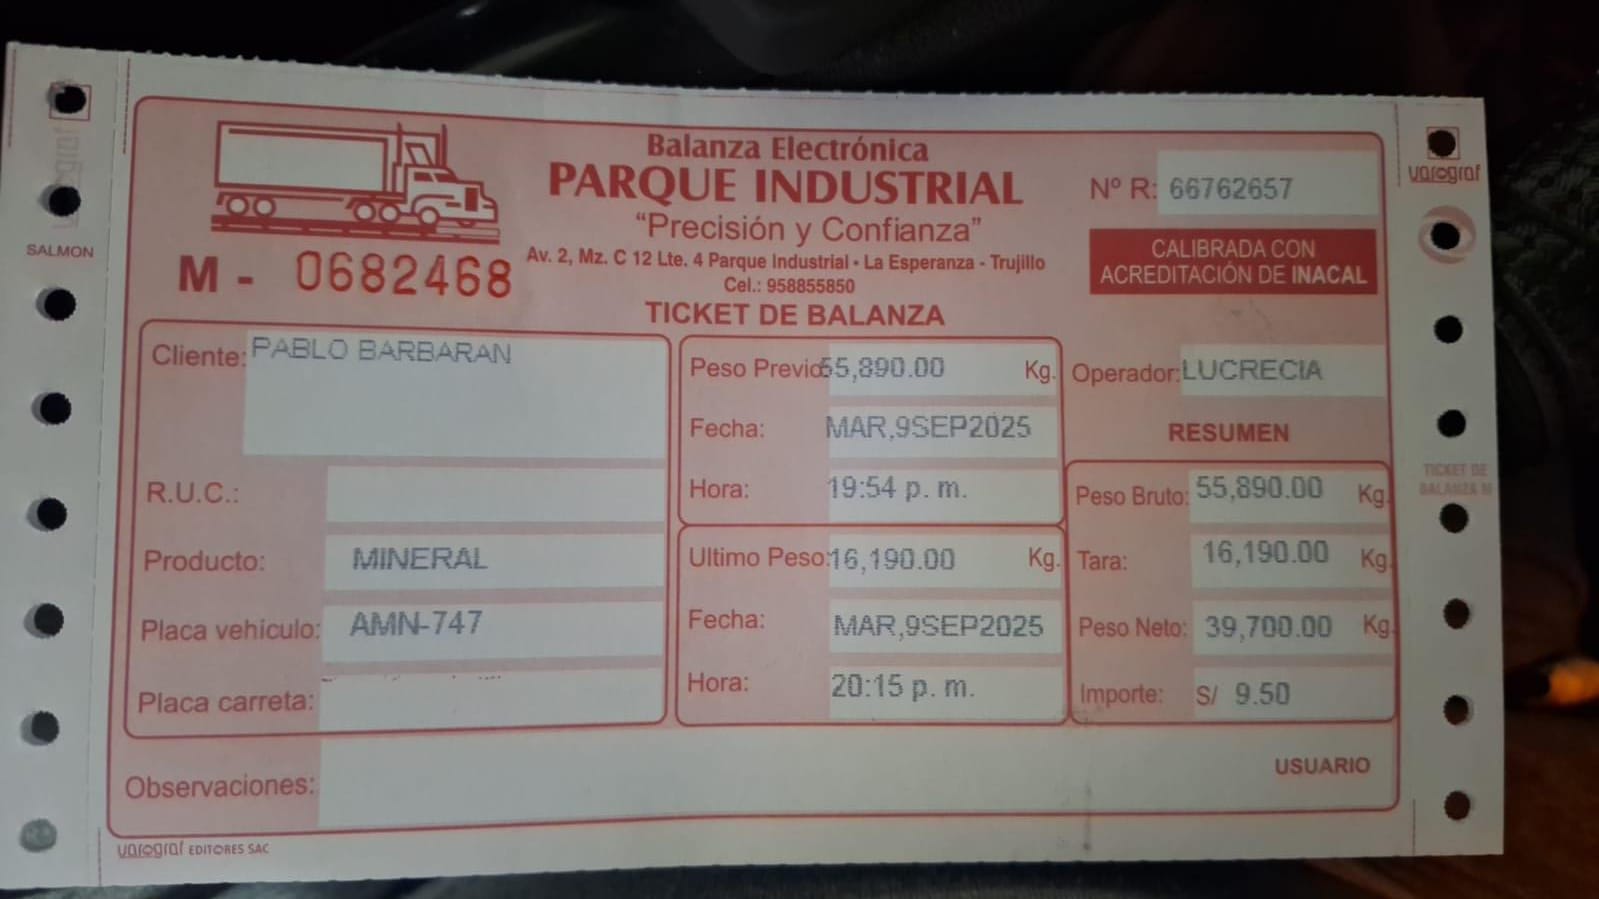 Balanza Electrónica
PARQUE INDUSTRIAL
"Precisión y Confianza"
Av. 2, Mz. C 12 Lte. 4 Parque Industrial • La Esperanza - Trujillo
Cel.: 958855850
TICKET DE BALANZA
M - 0682468
Nº R: 66762657
CALIBRADA CON
ACREDITACIÓN DE INACAL
SALMON
varograf
varograf
Cliente: PABLO BARBARAN
R.U.C.:
Producto: MINERAL
Placa vehículo: AMN-747
Placa carreta:
Peso Previo 55,890.00 Kg.
Fecha: MAR,9SEP2025
Hora: 19:54 p. m.
Ultimo Peso: 16,190.00 Kg.
Fecha: MAR,9SEP2025
Hora: 20:15 p. m.
Operador: LUCRECIA
RESUMEN
Peso Bruto: 55,890.00 Kg.
Tara: 16,190.00 Kg.
Peso Neto: 39,700.00 Kg.
Importe: S/ 9.50
TICKET DE
BALANZA M
Observaciones:
USUARIO
varograf EDITORES SAC